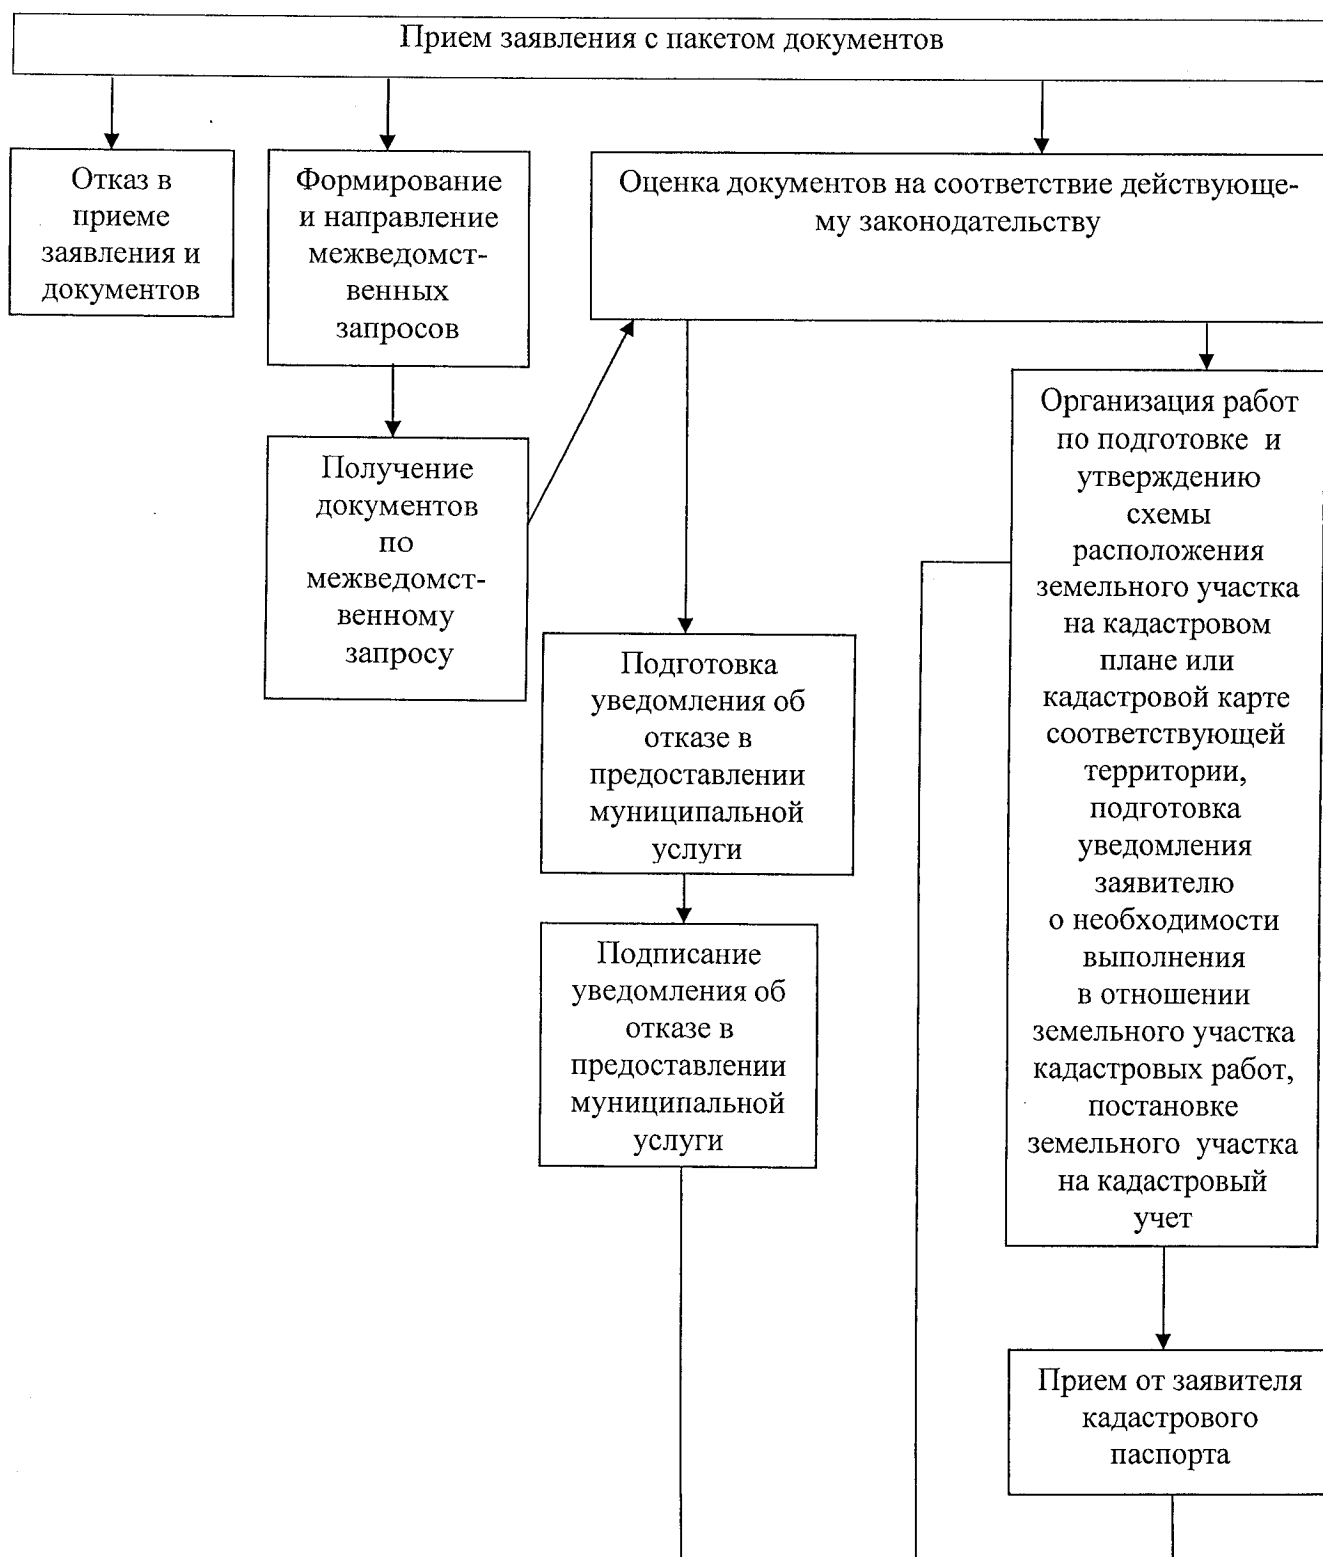 Прием заявления с пакетом документов
Отказ в
приеме
заявления и
документов
Формирование
и направление
межведомст-
венных
запросов
Оценка документов на соответствие действующе-
му законодательству
Получение
документов
по
межведомст-
венному
запросу
Подготовка
уведомления об
отказе в
предоставлении
муниципальной
услуги
Подписание
уведомления об
отказе в
предоставлении
муниципальной
услуги
Организация работ
по подготовке и
утверждению
схемы
расположения
земельного участка
на кадастровом
плане или
кадастровой карте
соответствующей
территории,
подготовка
уведомления
заявителю
о необходимости
выполнения
в отношении
земельного участка
кадастровых работ,
постановке
земельного участка
на кадастровый
учет
Прием от заявителя
кадастрового
паспорта